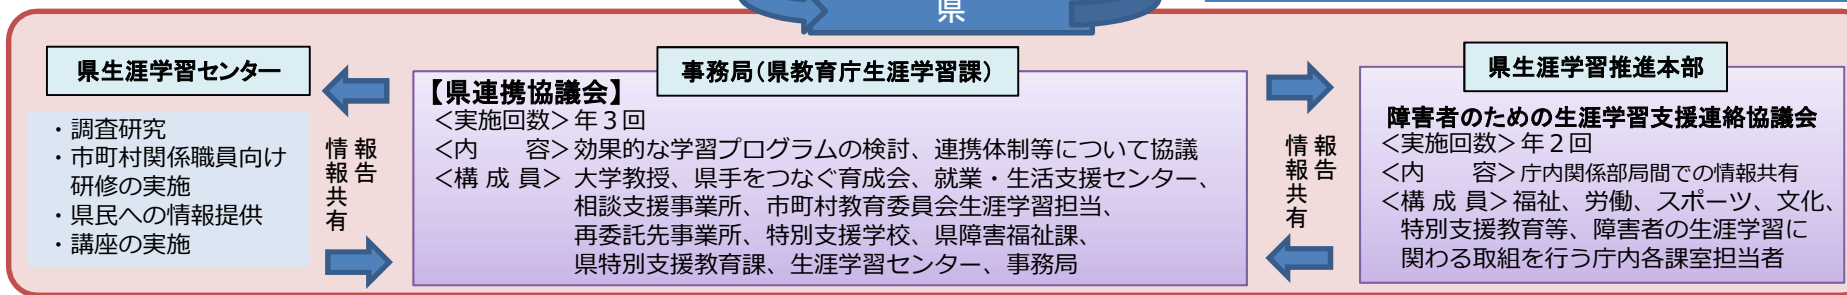 県
県生涯学習センター
・調査研究
・市町村関係職員向け
研修の実施
・県民への情報提供
・講座の実施
報告
情報共有
事務局(県教育庁生涯学習課)
【県連携協議会】
<実施回数>年3回
<内　　容>効果的な学習プログラムの検討、連携体制等について協議
<構 成 員> 大学教授、県手をつなぐ育成会、就業・生活支援センター、
相談支援事業所、市町村教育委員会生涯学習担当、
再委託先事業所、特別支援学校、県障害福祉課、
県特別支援教育課、生涯学習センター、事務局
報告
情報共有
県生涯学習推進本部
障害者のための生涯学習支援連絡協議会
<実施回数>年2回
<内　　容>庁内関係部局間での情報共有
<構 成 員>福祉、労働、スポーツ、文化、
特別支援教育等、障害者の生涯学習に
関わる取組を行う庁内各課室担当者